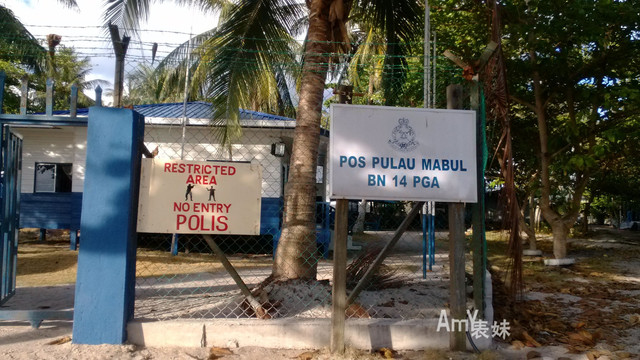 RESTRICTED
AREA
NO ENTRY
POLIS
POS PULAU MABUL
BN 14 PGA
AmY表妹